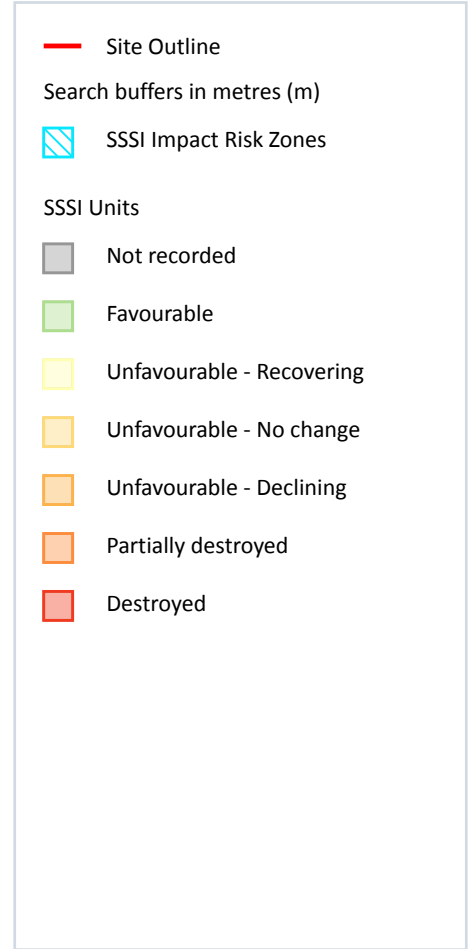 Site Outline
Search buffers in metres (m)
SSSI Impact Risk Zones
SSSI Units
Not recorded
Favourable
Unfavourable - Recovering
Unfavourable - No change
Unfavourable - Declining
Partially destroyed
Destroyed